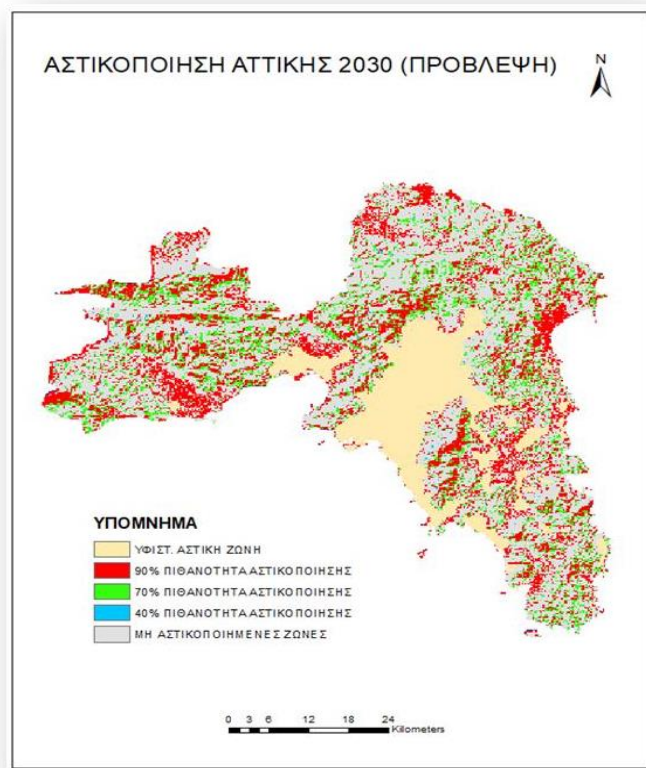 ΑΣΤΙΚΟΠΟΙΗΣΗ ΑΤΤΙΚΗΣ 2030 (ΠΡΟΒΛΕΨΗ)
N
ΥΠΟΜΝΗΜΑ
ΥΦΙΣΤ. ΑΣΤΙΚΗ ΖΩΝΗ
90% ΠΙΘΑΝΟΤΗΤΑ ΑΣΤΙΚΟΠΟΙΗΣΗΣ
70% ΠΙΘΑΝΟΤΗΤΑ ΑΣΤΙΚΟΠΟΙΗΣΗΣ
40% ΠΙΘΑΝΟΤΗΤΑ ΑΣΤΙΚΟΠΟΙΗΣΗΣ
ΜΗ ΑΣΤΙΚΟΠΟΙΗΜΕΝΕΣ ΖΩΝΕΣ
0 3 6 12 18 24
Kilometers